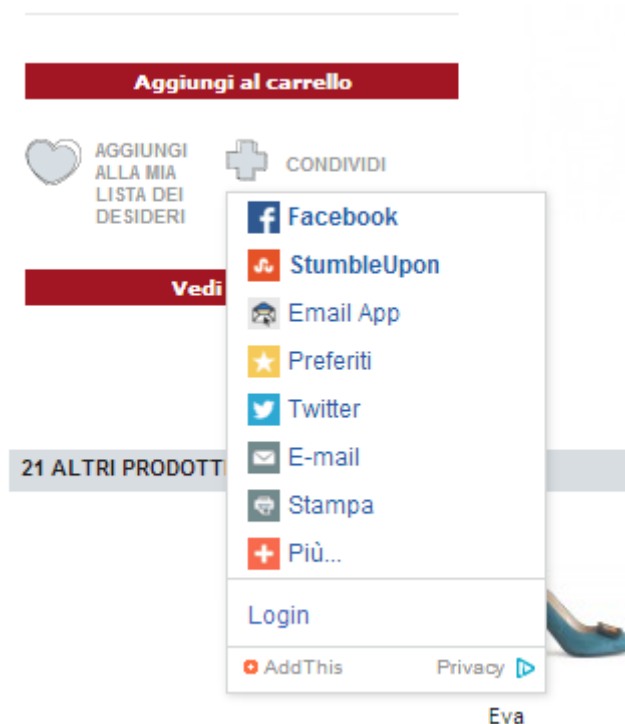 Aggiungi al carrello
AGGIUNGI
ALLA MIA
LISTA DEI
DESIDERI
CONDIVIDI
Facebook
StumbleUpon
Vedi
Email App
Preferiti
Twitter
21 ALTRI PRODOTTI
E-mail
Stampa
Più...
Login
AddThis Privacy
Eva